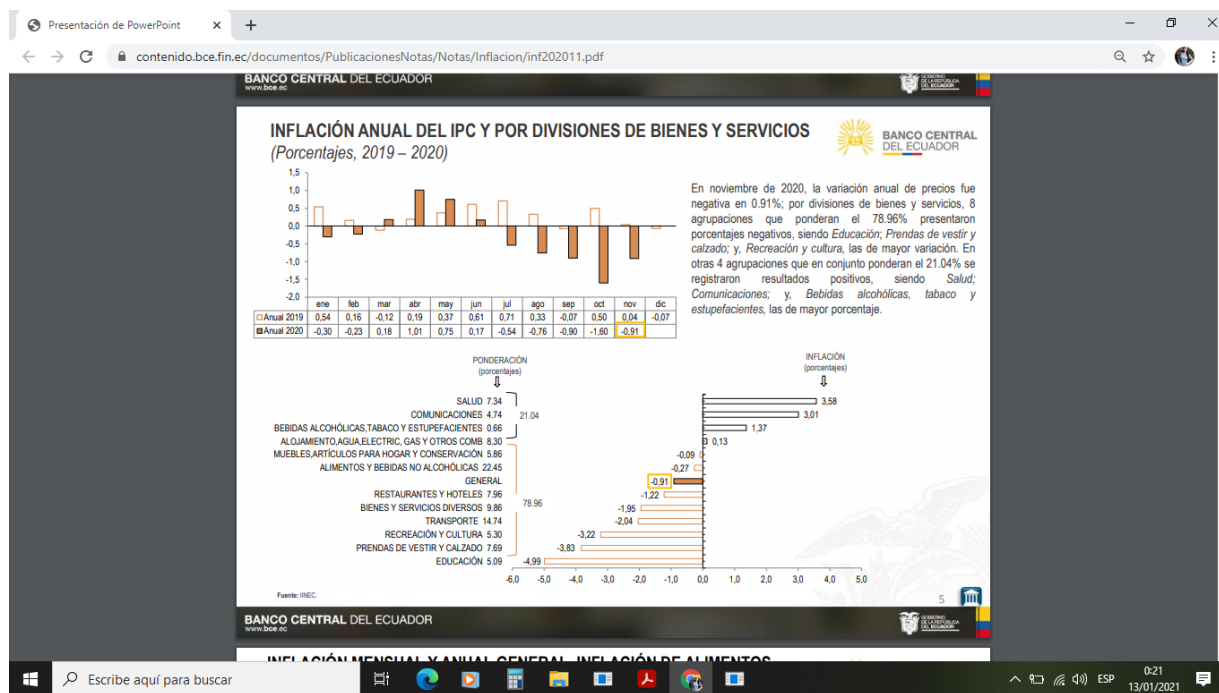 Presentación de PowerPoint
contenido.bce.fin.ec/documentos/PublicacionesNotas/Notas/Inflacion/inf202011.pdf
BANCO CENTRAL DEL ECUADOR
www.bce.ec
INFLACIÓN ANUAL DEL IPC Y POR DIVISIONES DE BIENES Y SERVICIOS
(Porcentajes, 2019 – 2020)
BANCO CENTRAL
DEL ECUADOR
1,5
1,0
0,5
0,0
-0,5
-1,0
-1,5
-2,0
ene feb mar abr may jun jul ago sep oct nov dic
Anual 2019 0,54 0,16 -0,12 0,19 0,37 0,61 0,71 0,33 -0,07 0,50 0,04 -0,07
Anual 2020 -0,30 -0,23 0,18 1,01 0,75 0,17 -0,54 -0,76 -0,90 -1,60 -0,91
En noviembre de 2020, la variación anual de precios fue
negativa en 0.91%; por divisiones de bienes y servicios, 8
agrupaciones que ponderan el 78.96% presentaron
porcentajes negativos, siendo Educación; Prendas de vestir y
calzado; y, Recreación y cultura, las de mayor variación. En
otras 4 agrupaciones que en conjunto ponderan el 21.04% se
registraron resultados positivos, siendo Salud;
Comunicaciones; y, Bebidas alcohólicas, tabaco y
estupefacientes, las de mayor porcentaje.
PONDERACIÓN
(porcentajes)
INFLACIÓN
(porcentajes)
SALUD 7.34 3,58
COMUNICACIONES 4.74 21.04 3,01
BEBIDAS ALCOHÓLICAS,TABACO Y ESTUPEFACIENTES 0.66 1,37
ALOJAMIENTO,AGUA,ELECTRIC, GAS Y OTROS COMB 8.30 0,13
MUEBLES,ARTÍCULOS PARA HOGAR Y CONSERVACIÓN 5.86 -0,09
ALIMENTOS Y BEBIDAS NO ALCOHÓLICAS 22.45 -0,27
GENERAL -0,91
RESTAURANTES Y HOTELES 7.96 -1,22
78.96
BIENES Y SERVICIOS DIVERSOS 9.86 -1,95
TRANSPORTE 14.74 -2,04
RECREACIÓN Y CULTURA 5.30 -3,22
PRENDAS DE VESTIR Y CALZADO 7.69 -3,83
EDUCACIÓN 5.09 -4,99
-6,0 -5,0 -4,0 -3,0 -2,0 -1,0 0,0 1,0 2,0 3,0 4,0 5,0
Fuente: INEC.
5
BANCO CENTRAL DEL ECUADOR
www.bce.ec
INFLACIÓN MENSUAL Y ANUAL GENERAL, INFLACIÓN DE ALIMENTOS
Escribe aquí para buscar
ESP
0:21
13/01/2021